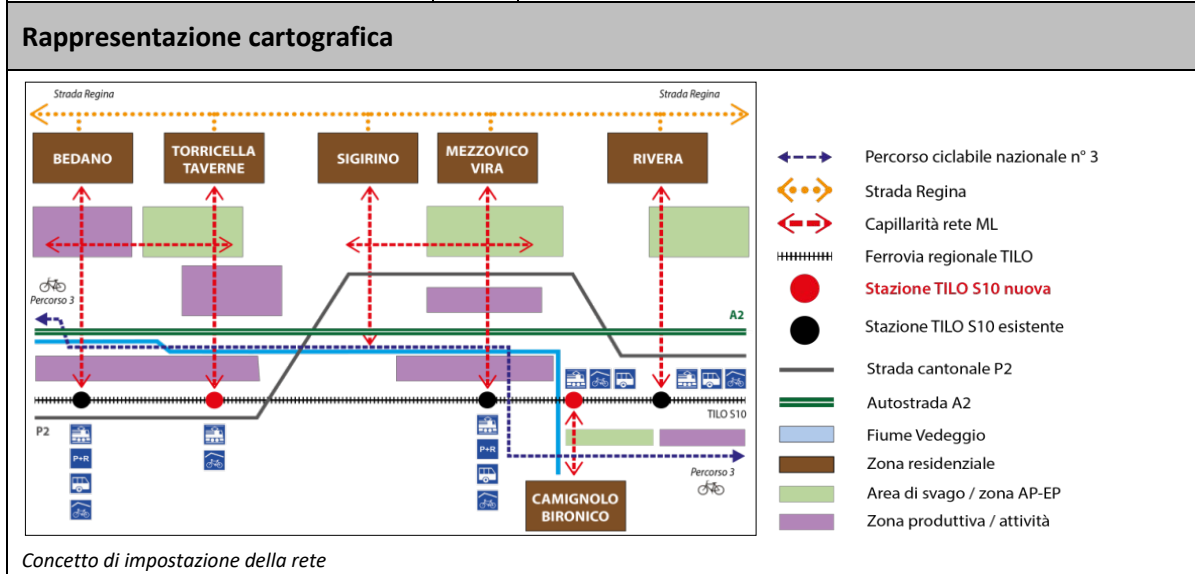 Rappresentazione cartografica
Strada Regina
Strada Regina
BEDANO
TORRICELLA
TAVERNE
SIGIRINO
MEZZOVICO
VIRA
RIVERA
Percorso 3
A2
P2
TILO S10
P+R
P+R
Percorso 3
CAMIGNOLO
BIRONICO
Percorso ciclabile nazionale n° 3
Strada Regina
Capillarità rete ML
Ferrovia regionale TILO
Stazione TILO S10 nuova
Stazione TILO S10 esistente
Strada cantonale P2
Autostrada A2
Fiume Vedeggio
Zona residenziale
Area di svago / zona AP-EP
Zona produttiva / attività
Concetto di impostazione della rete